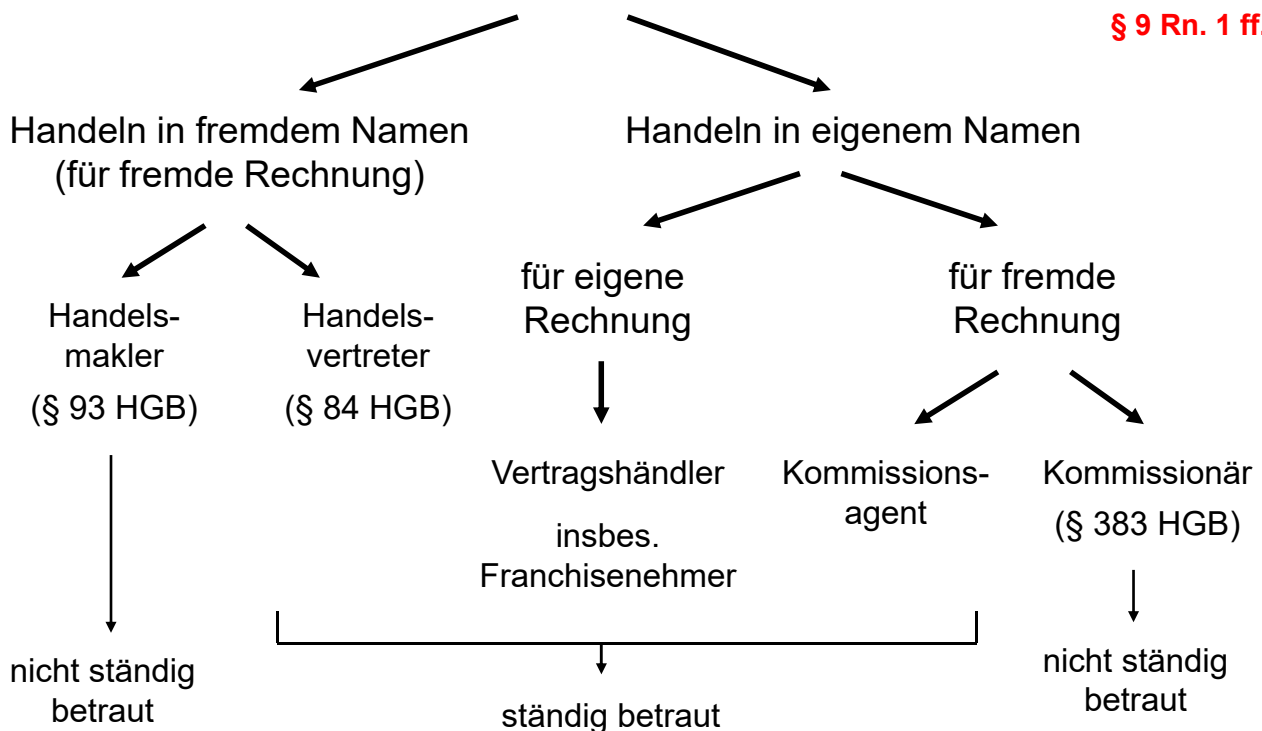 § 9 Rn. 1 ff.
Handeln in fremdem Namen
(für fremde Rechnung)
Handeln in eigenem Namen
für eigene
Rechnung
für fremde
Rechnung
Handels-
makler
(§ 93 HGB)
Handels-
vertreter
(§ 84 HGB)
Vertragshändler
insbes.
Franchisenehmer
Kommissions-
agent
Kommissionär
(§ 383 HGB)
nicht ständig
betraut
ständig betraut
nicht ständig
betraut